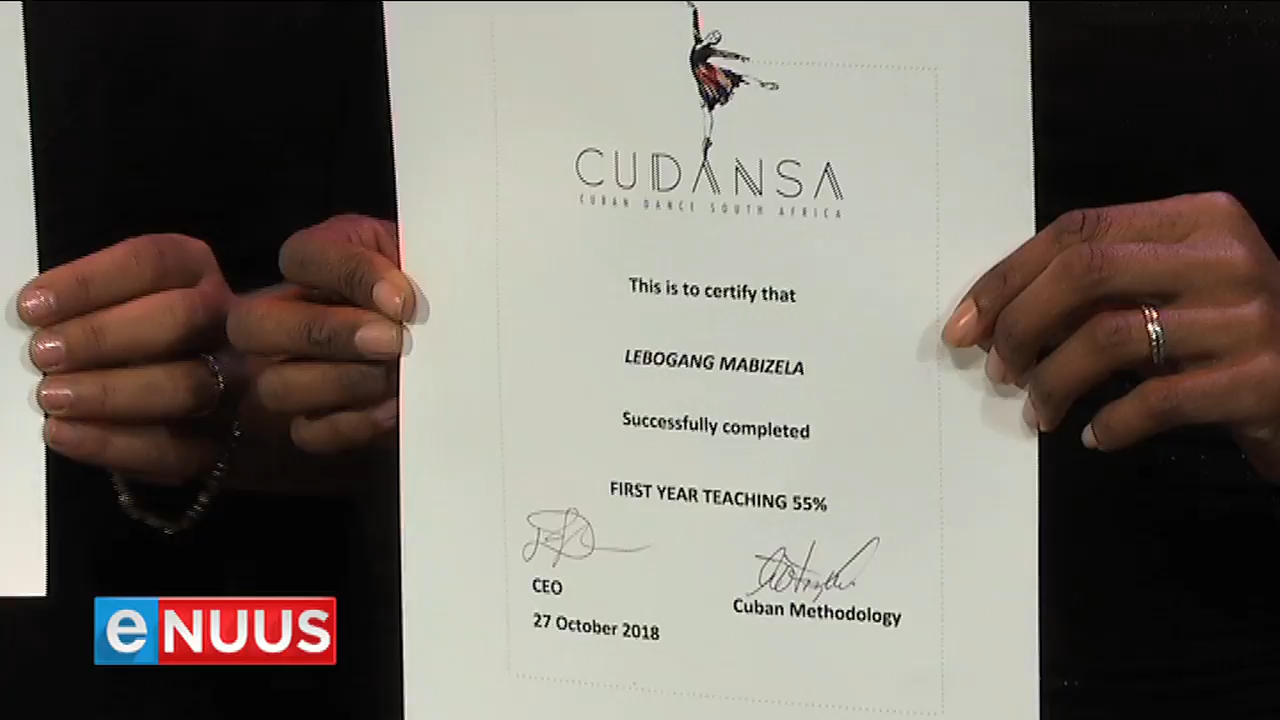 CUDANSA
CUBAN DANCE SOUTH AFRICA
This is to certify that
LEBOGANG MABIZELA
Successfully completed
FIRST YEAR TEACHING 55%
CEO
Cuban Methodology
27 October 2018
eNUUS